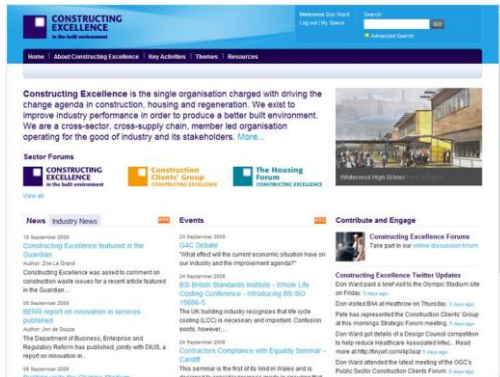 CONSTRUCTING
EXCELLENCE
in the built environment
Welcome Don Ward
Log out | My Space
Search
GO
Advanced Search
Home | About Constructing Excellence | Key Activities | Themes | Resources
Constructing Excellence is the single organisation charged with driving the
change agenda in construction, housing and regeneration. We exist to
improve industry performance in order to produce a better built environment.
We are a cross-sector, cross-supply chain, member led organisation
operating for the good of industry and its stakeholders. More...
Whitecross High School
Sector Forums
CONSTRUCTING
EXCELLENCE
in the built environment
Construction
Clients' Group
CONSTRUCTING EXCELLENCE
The Housing
Forum
CONSTRUCTING EXCELLENCE
View all
News Industry News
RSS
19 September 2008
Constructing Excellence featured in the
Guardian
Author: Zoe Le Grand
Constructing Excellence was asked to comment on
construction waste issues for a recent article featured
in the Guardian...
08 September 2008
BERR report on innovation in services
published
Author: Jim de Souza
The Department of Business, Enterprise and
Regulatory Reform has published, jointly with DIUS, a
report on innovation in...
Events
RSS
23 September 2008
G4C Debate
"What effect will the current economic situation have on
our industry and the improvement agenda?"
24 September 2008
BSI British Standards Institute - Whole Life
Costing Conference - Introducing BS ISO
15686-5
The UK building industry recognizes that life cycle
costing (LCC) is necessary and important. Confusion
exists, however....
24 September 2008
Contractors Compliance with Equality Seminar -
Cardiff
This seminar is the first of its kind in Wales and is
Contribute and Engage
Constructing Excellence Forums
Take part in our online discussion forum
Constructing Excellence Twitter Updates
Don Ward paid a brief visit to the Olympic Stadium site
on Friday. 3 days ago
Don visited BAA at Heathrow on Thursday. 3 days ago
Pete has represented the Construction Clients' Group
at this mornings Strategic Forum meeting. 5 days ago
Don Ward got details of a Design Council competition
to help reduce Healthcare Associated Infec... Read
more at
Don Ward attended the latest meeting of the OGC's
Public Sector Construction Clients Forum.